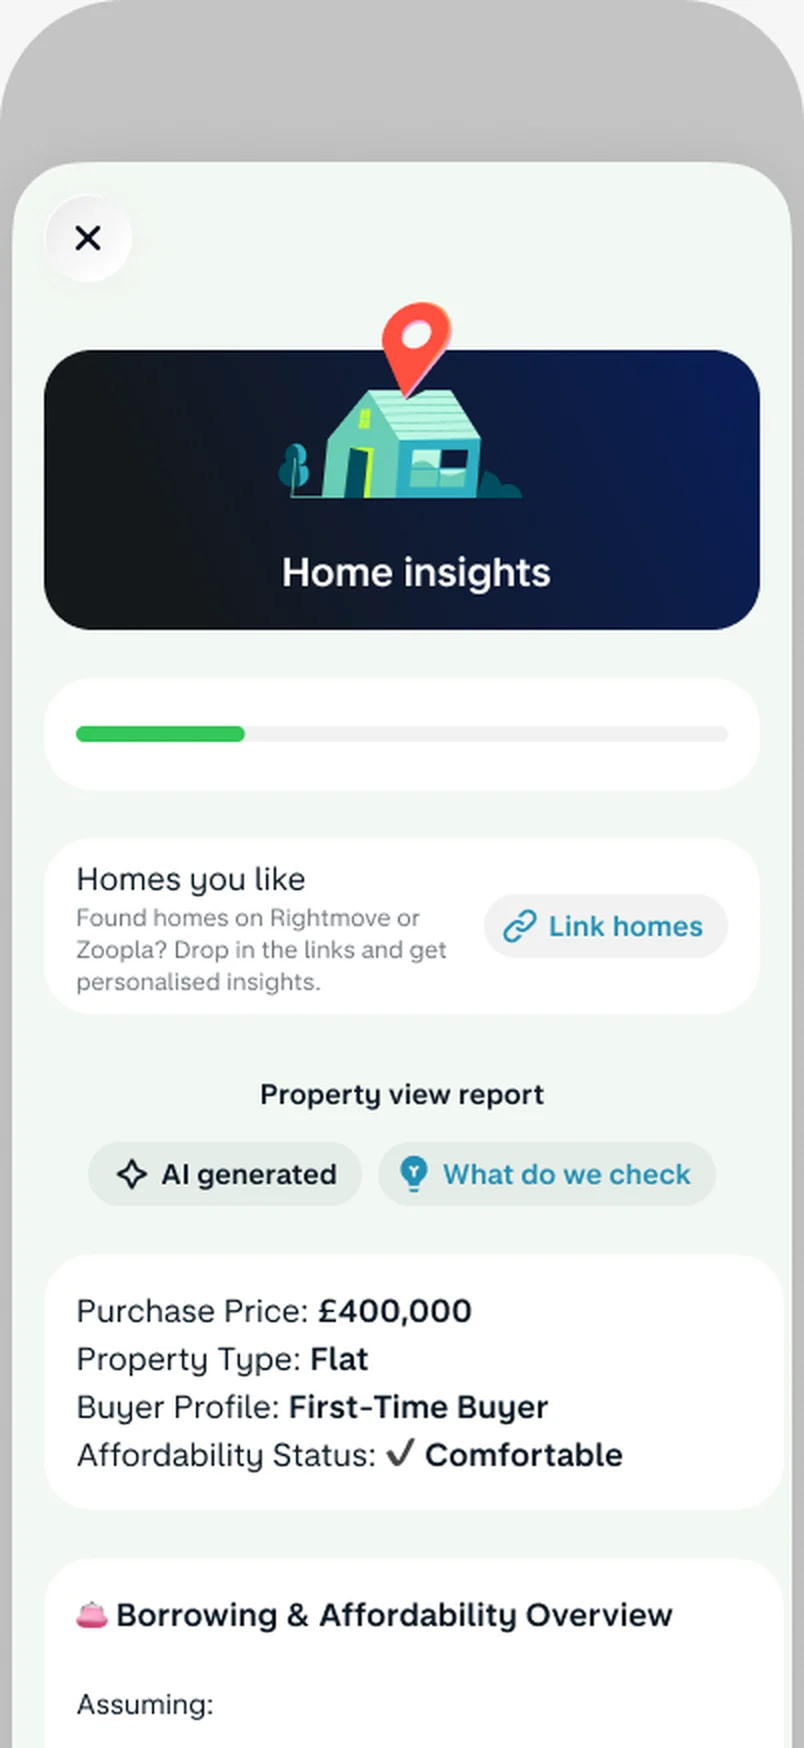 Home insights
Homes you like
Found homes on Rightmove or
Zoopla? Drop in the links and get
personalised insights.
Link homes
Property view report
AI generated
What do we check
Purchase Price: £400,000
Property Type: Flat
Buyer Profile: First-Time Buyer
Affordability Status: ✓ Comfortable
Borrowing & Affordability Overview
Assuming: